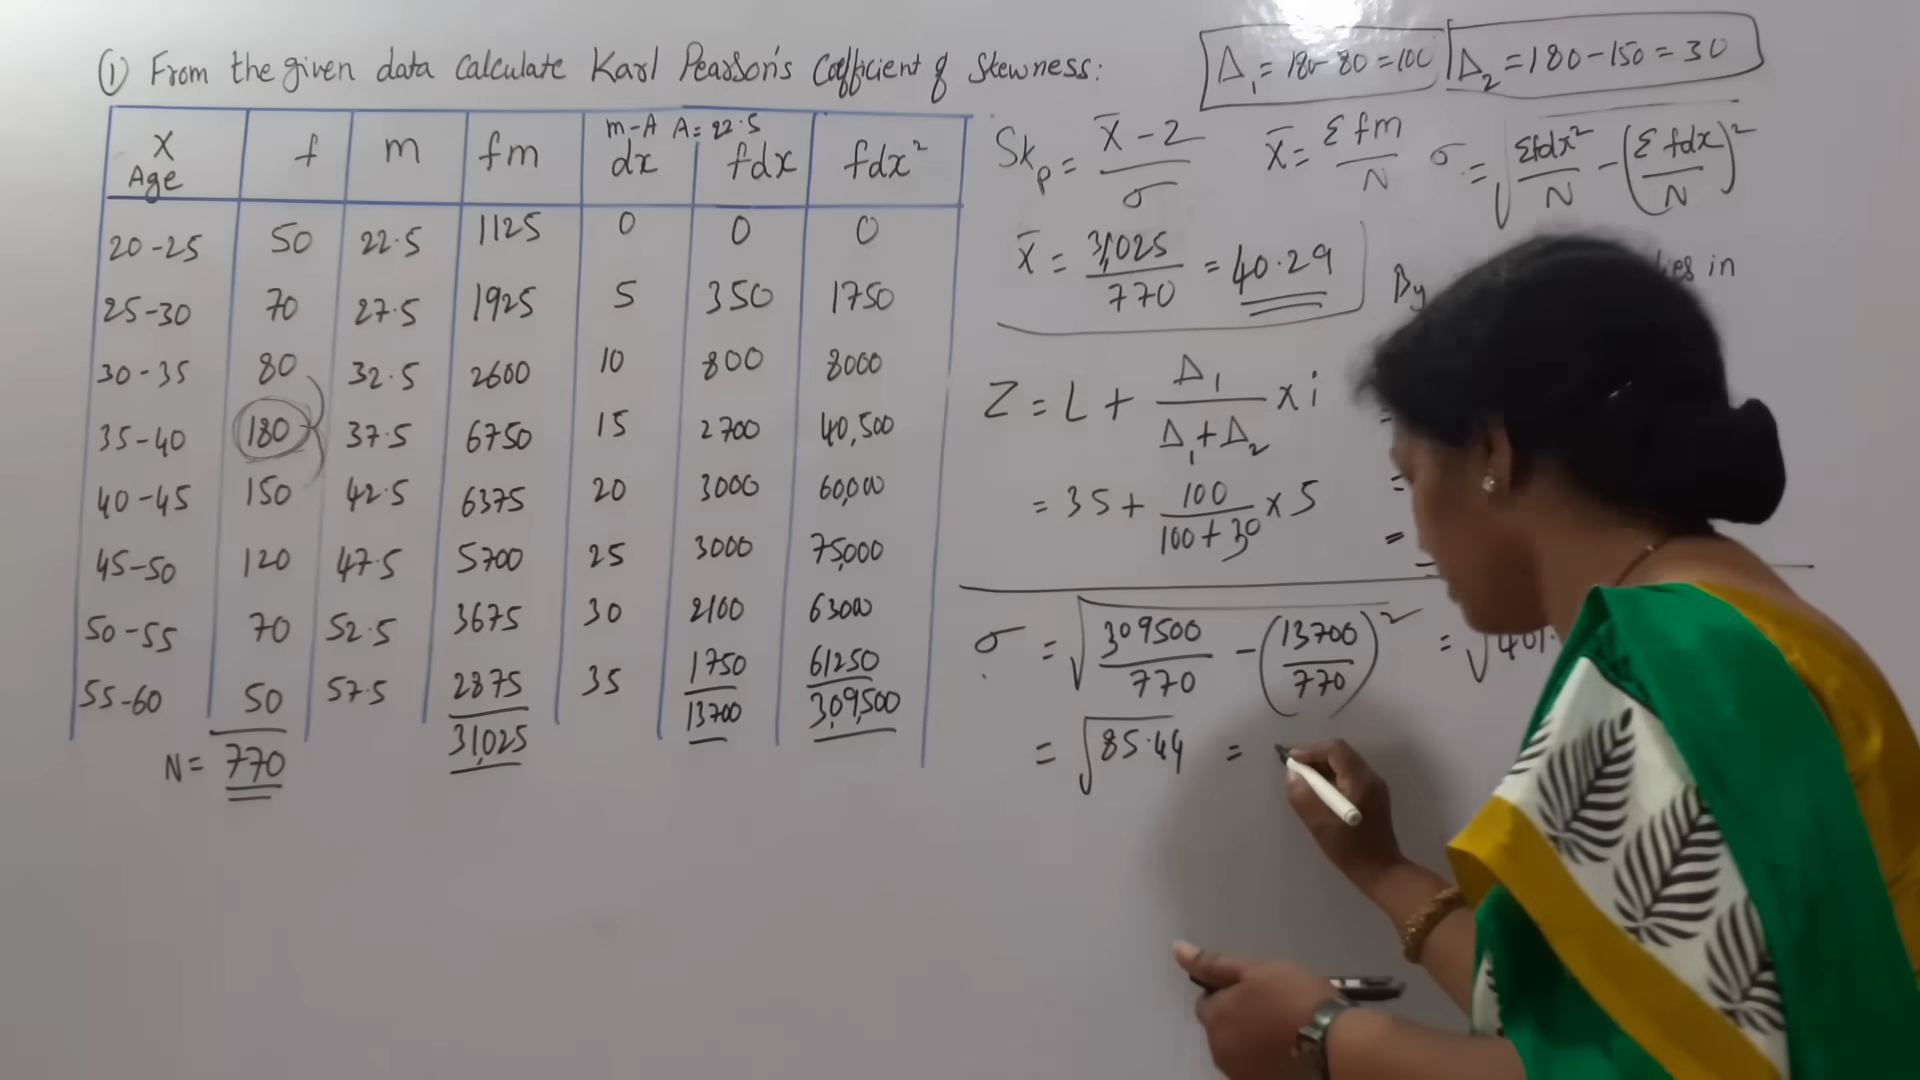 ① From the given data calculate Karl Pearson's Coefficient of Skewness:
Δ₁ = 180 - 80 = 100
Δ₂ = 180 - 150 = 30
X Age | f | m | fm | m-A dx | A = 22.5 fdx | fdx²
20-25 | 50 | 22.5 | 1125 | 0 | 0 | 0
25-30 | 70 | 27.5 | 1925 | 5 | 350 | 1750
30-35 | 80 | 32.5 | 2600 | 10 | 800 | 8000
35-40 | 180 | 37.5 | 6750 | 15 | 2700 | 40,500
40-45 | 150 | 42.5 | 6375 | 20 | 3000 | 60,000
45-50 | 120 | 47.5 | 5700 | 25 | 3000 | 75,000
50-55 | 70 | 52.5 | 3675 | 30 | 2100 | 63000
55-60 | 50 | 57.5 | 2875 | 35 | 1750 | 61250
N = 770 | 31,025 | 13700 | 3,09,500
Skp = (X̄ - Z) / σ
X̄ = Σfm / N
σ = √(Σfdx² / N - (Σfdx / N)²)
X̄ = 31,025 / 770 = 40.29
By
in
Z = L + Δ₁ / (Δ₁ + Δ₂) × i
= 35 + 100 / (100 + 30) × 5
σ = √(309500 / 770 - (13700 / 770)²) = √401.
= √85.44 =